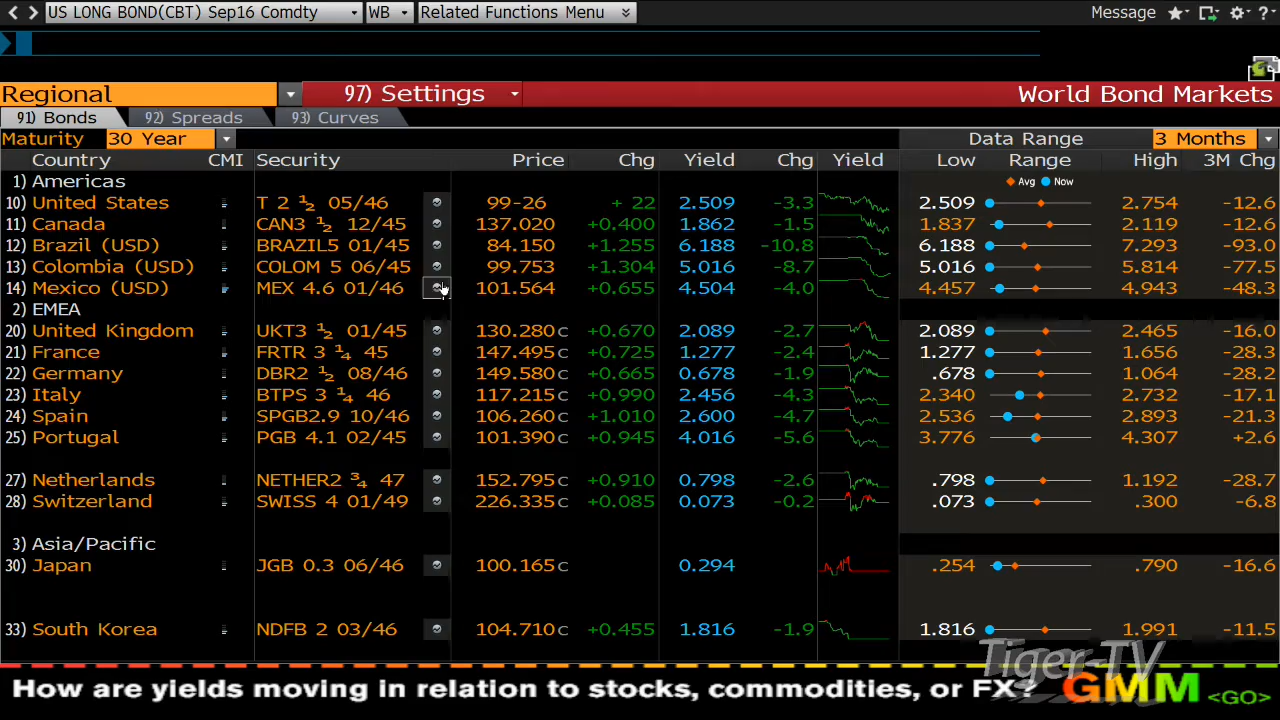 US LONG BOND(CBT) Sep16 Comdty WB Related Functions Menu Message ?
Regional 97) Settings World Bond Markets
91) Bonds 92) Spreads 93) Curves
Maturity 30 Year Data Range 3 Months
Country CMI Security Price Chg Yield Chg Yield Low Range High 3M Chg
1) Americas Avg Now
10) United States T 2 ½ 05/46 99-26 + 22 2.509 -3.3 2.509 2.754 -12.6
11) Canada CAN3 ½ 12/45 137.020 +0.400 1.862 -1.5 1.837 2.119 -12.6
12) Brazil (USD) BRAZIL5 01/45 84.150 +1.255 6.188 -10.8 6.188 7.293 -93.0
13) Colombia (USD) COLOM 5 06/45 99.753 +1.304 5.016 -8.7 5.016 5.814 -77.5
14) Mexico (USD) MEX 4.6 01/46 101.564 +0.655 4.504 -4.0 4.457 4.943 -48.3
2) EMEA
20) United Kingdom UKT3 ½ 01/45 130.280 C +0.670 2.089 -2.7 2.089 2.465 -16.0
21) France FRTR 3 ¼ 45 147.495 C +0.725 1.277 -2.4 1.277 1.656 -28.3
22) Germany DBR2 ½ 08/46 149.580 C +0.665 0.678 -1.9 .678 1.064 -28.2
23) Italy BTPS 3 ¼ 46 117.215 C +0.990 2.456 -4.3 2.340 2.732 -17.1
24) Spain SPGB2.9 10/46 106.260 C +1.010 2.600 -4.7 2.536 2.893 -21.3
25) Portugal PGB 4.1 02/45 101.390 C +0.945 4.016 -5.6 3.776 4.307 +2.6
27) Netherlands NETHER2 ¾ 47 152.795 C +0.910 0.798 -2.6 .798 1.192 -28.7
28) Switzerland SWISS 4 01/49 226.335 C +0.085 0.073 -0.2 .073 .300 -6.8
3) Asia/Pacific
30) Japan JGB 0.3 06/46 100.165 C 0.294 .254 .790 -16.6
33) South Korea NDFB 2 03/46 104.710 C +0.455 1.816 -1.9 1.816 1.991 -11.5
Tiger-TV
How are yields moving in relation to stocks, commodities, or FX? GMM <GO>